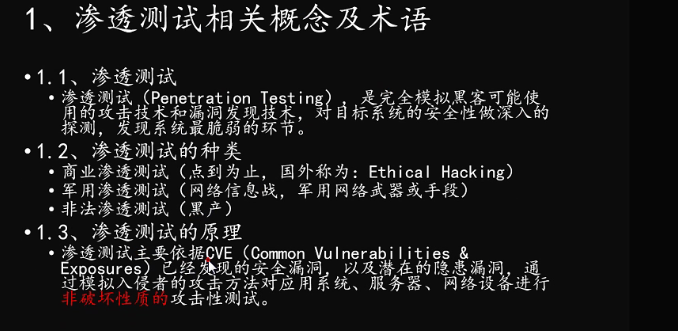 1、渗透测试相关概念及术语
•1.1、渗透测试
•渗透测试（Penetration Testing），是完全模拟黑客可能使
用的攻击技术和漏洞发现技术，对目标系统的安全性做深入的
探测，发现系统最脆弱的环节。
•1.2、渗透测试的种类
•商业渗透测试（点到为止，国外称为：Ethical Hacking）
•军用渗透测试（网络信息战，军用网络武器或手段）
•非法渗透测试（黑产）
•1.3、渗透测试的原理
•渗透测试主要依据CVE（Common Vulnerabilities &
Exposures）已经发现的安全漏洞，以及潜在的隐患漏洞，通
过模拟入侵者的攻击方法对应用系统、服务器、网络设备进行
非破坏性质的攻击性测试。